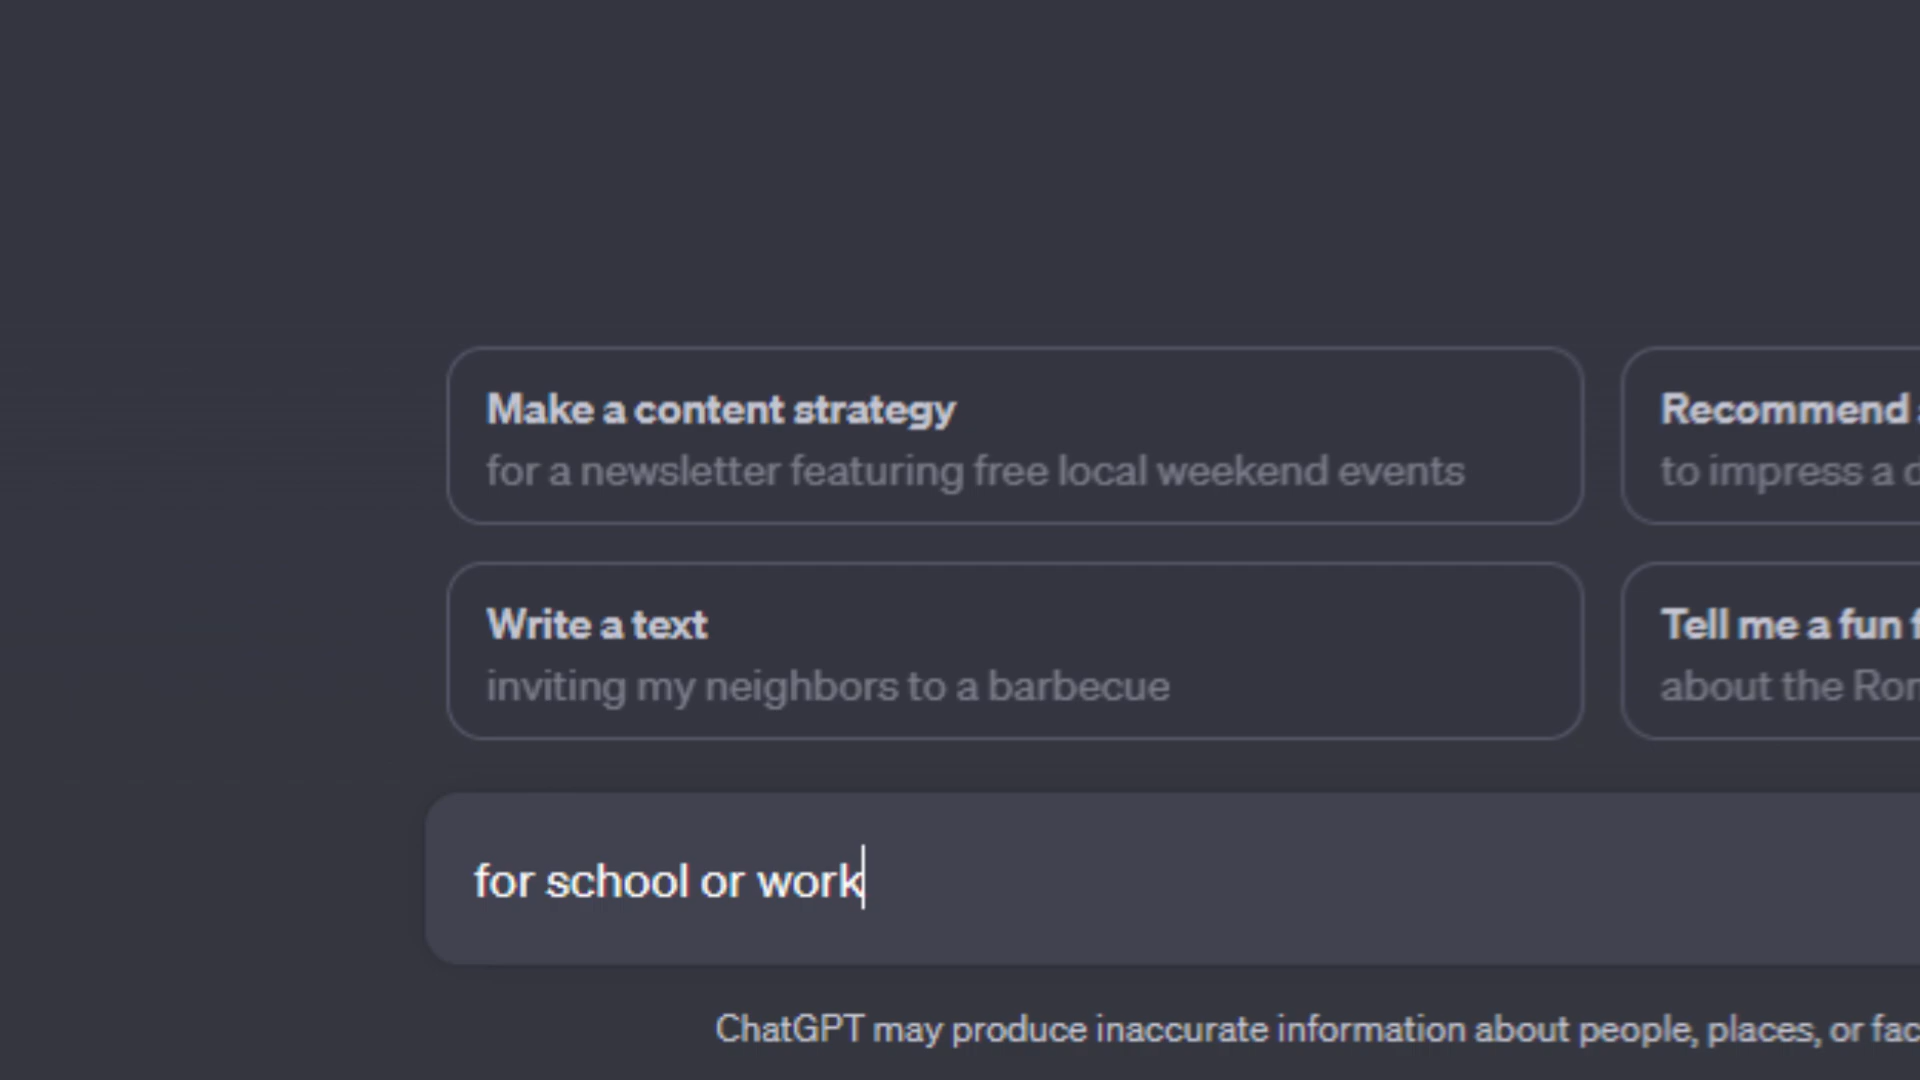 Make a content strategy
for a newsletter featuring free local weekend events
Recommend
to impress a
Write a text
inviting my neighbors to a barbecue
Tell me a fun
about the
for school or work
ChatGPT may produce inaccurate information about people, places, or